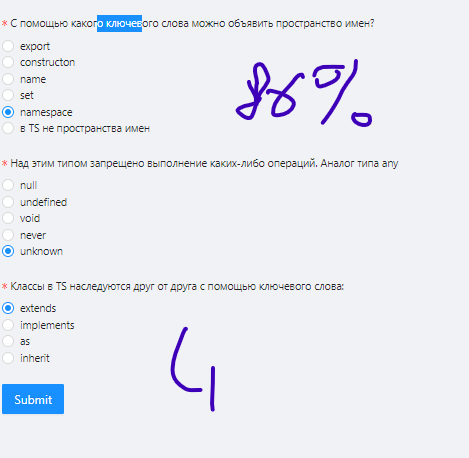 * С помощью какого ключевого слова можно объявить пространство имен?
export
constructon
name
set
namespace
в TS не пространства имен
86%
* Над этим типом запрещено выполнение каких-либо операций. Аналог типа any
null
undefined
void
never
unknown
* Классы в TS наследуются друг от друга с помощью ключевого слова:
extends
implements
as
inherit
4
Submit